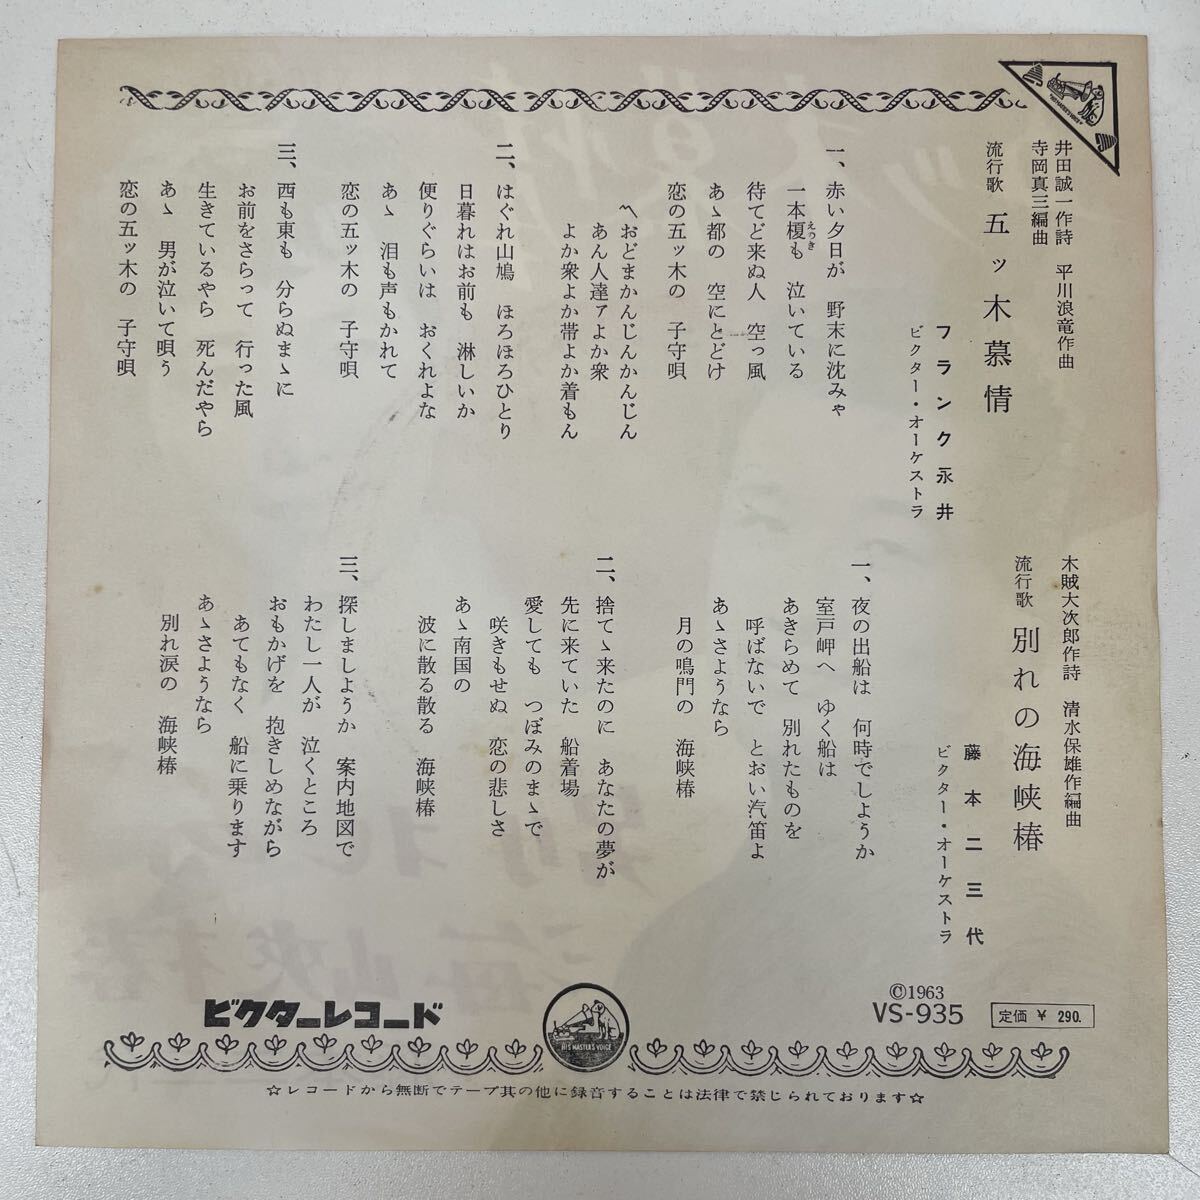 井田誠一作詩　平川浪竜作曲
寺岡真三編曲
流行歌　五ッ木慕情
フランク永井
ビクター・オーケストラ
一、赤い夕日が　野末に沈みゃ
一本榎も　泣いている
えのき
待てど来ぬ人　空っ風
あゝ都の　空にとどけ
恋の五ッ木の　子守唄
〽おどまかんじんかんじん
あん人達ァよか衆
よか衆よか帯よか着もん
二、はぐれ山鳩　ほろほろひとり
日暮れはお前も　淋しいか
便りぐらいは　おくれよな
あゝ　泪も声もかれて
恋の五ッ木の　子守唄
三、西も東も　分らぬまゝに
お前をさらって　行った風
生きているやら　死んだやら
あゝ　男が泣いて唄う
恋の五ッ木の　子守唄
木賊大次郎作詩　清水保雄作編曲
流行歌　別れの海峡椿
藤本二三代
ビクター・オーケストラ
一、夜の出船は　何時でしようか
室戸岬へ　ゆく船は
あきらめて　別れたものを
呼ばないで　とおい汽笛よ
あゝさようなら
月の鳴門の　海峡椿
二、捨てゝ来たのに　あなたの夢が
先に来ていた　船着場
愛しても　つぼみのまゝで
咲きもせぬ　恋の悲しさ
あゝ南国の
波に散る散る　海峡椿
三、探しましようか　案内地図で
わたし一人が　泣くところ
おもかげを　抱きしめながら
あてもなく　船に乗ります
あゝさようなら
別れ涙の　海峡椿
ビクターレコード
HIS MASTER'S VOICE
©1963
VS-935
定価 ¥ 290.
☆レコードから無断でテープ其の他に録音することは法律で禁じられております☆